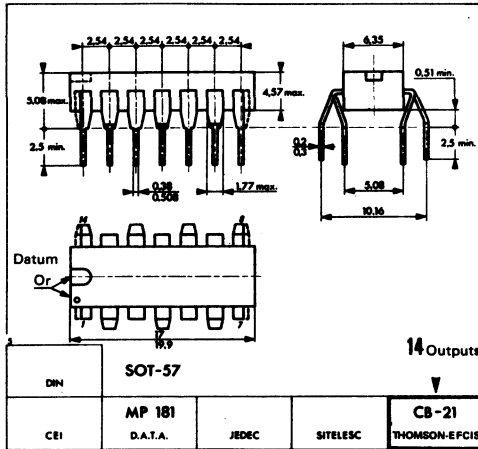 2,54 2,54 2,54 2,54 2,54 2,54
6,35
0,51 min.
5,08 max.
4,57 max.
2,5 min.
2,5 min.
0,38
0,508
1,77 max.
0,2
0,3
5,08
10,16
14 8
Datum
Or
1 7
17
19,9
14 Outputs
5
DIN
SOT-57
CEI
MP 181
D.A.T.A.
JEDEC
SITELESC
CB-21
THOMSON-EFCIS